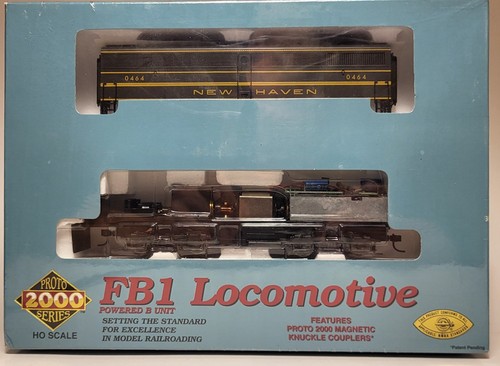 0464
0464
NEW HAVEN
PROTO
2000
SERIES
HO SCALE
FB1 Locomotive
POWERED B UNIT
SETTING THE STANDARD
FOR EXCELLENCE
IN MODEL RAILROADING
FEATURES
PROTO 2000 MAGNETIC
KNUCKLE COUPLERS*
*Patent Pending